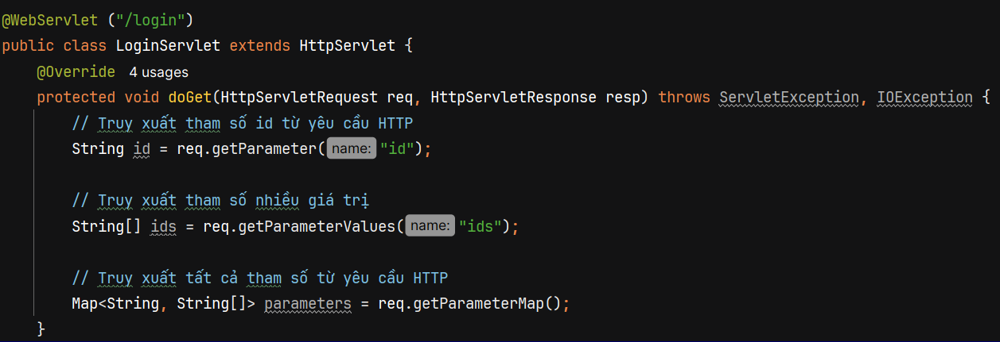 @WebServlet ("/login")
public class LoginServlet extends HttpServlet {
@Override 4 usages
protected void doGet(HttpServletRequest req, HttpServletResponse resp) throws ServletException, IOException {
// Truy xuất tham số id từ yêu cầu HTTP
String id = req.getParameter( name: "id");
// Truy xuất tham số nhiều giá trị
String[] ids = req.getParameterValues( name: "ids");
// Truy xuất tất cả tham số từ yêu cầu HTTP
Map<String, String[]> parameters = req.getParameterMap();
}